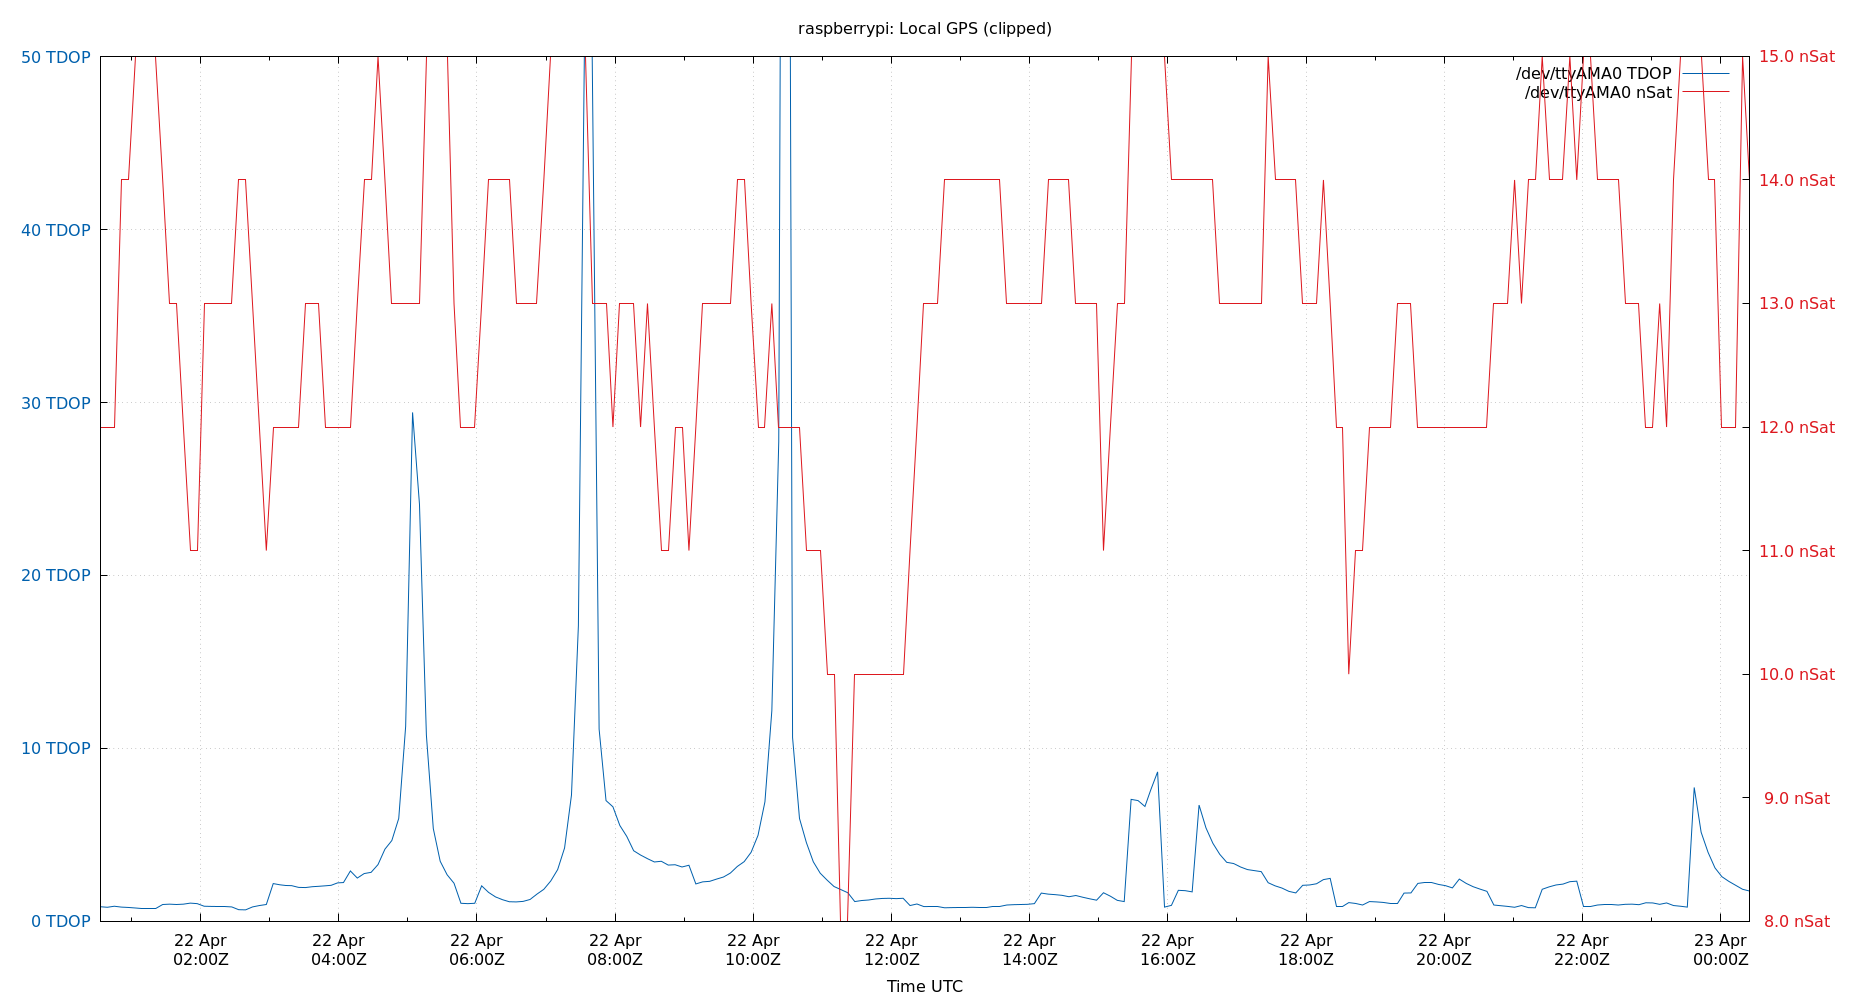 raspberrypi: Local GPS (clipped)
50 TDOP
40 TDOP
30 TDOP
20 TDOP
10 TDOP
0 TDOP
15.0 nSat
14.0 nSat
13.0 nSat
12.0 nSat
11.0 nSat
10.0 nSat
9.0 nSat
8.0 nSat
/dev/ttyAMA0 TDOP
/dev/ttyAMA0 nSat
22 Apr 22 Apr 22 Apr 22 Apr 22 Apr 22 Apr 22 Apr 22 Apr 22 Apr 22 Apr 22 Apr 23 Apr
02:00Z 04:00Z 06:00Z 08:00Z 10:00Z 12:00Z 14:00Z 16:00Z 18:00Z 20:00Z 22:00Z 00:00Z
Time UTC